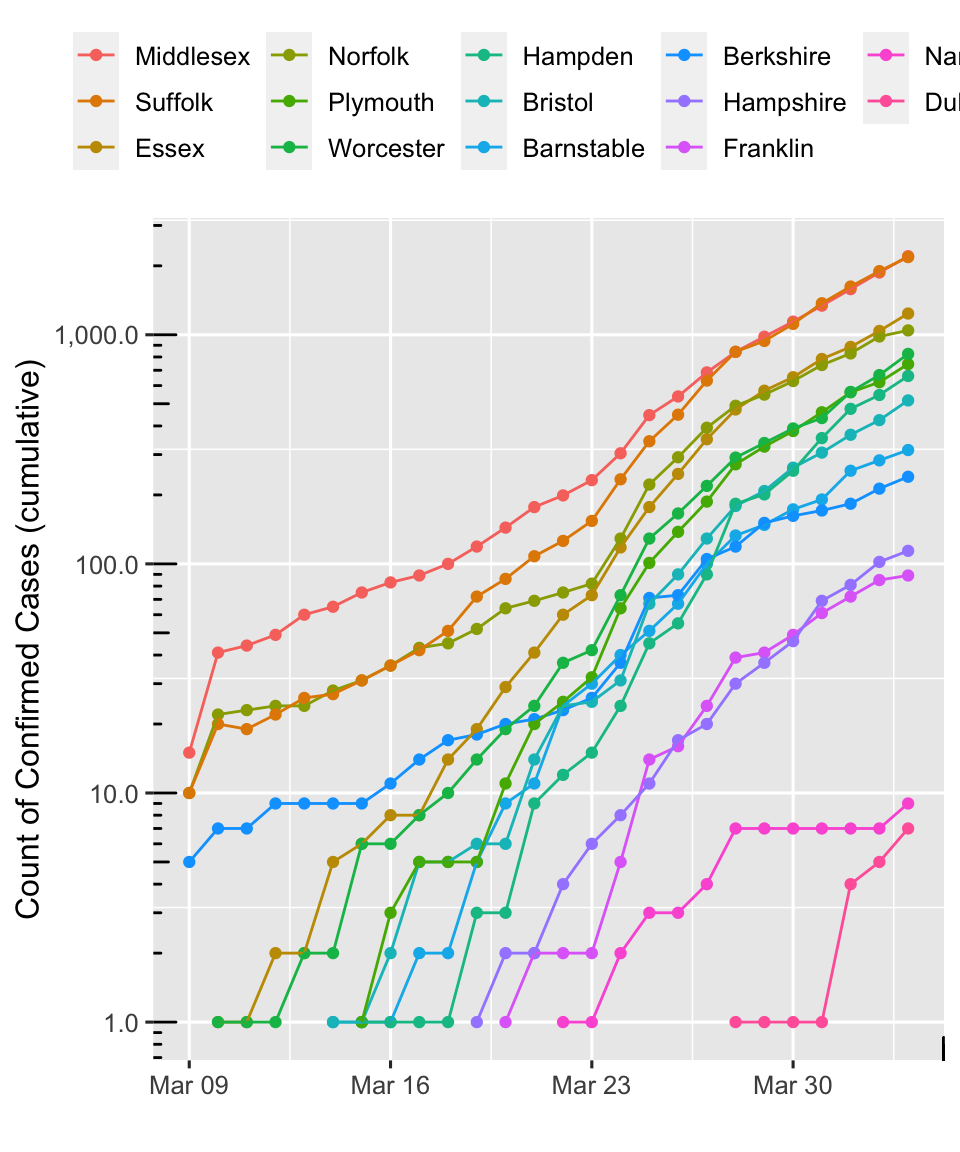 Middlesex Norfolk Hampden Berkshire
Suffolk Plymouth Bristol Hampshire
Essex Worcester Barnstable Franklin
Count of Confirmed Cases (cumulative)
1,000.0
100.0
10.0
1.0
Mar 09 Mar 16 Mar 23 Mar 30